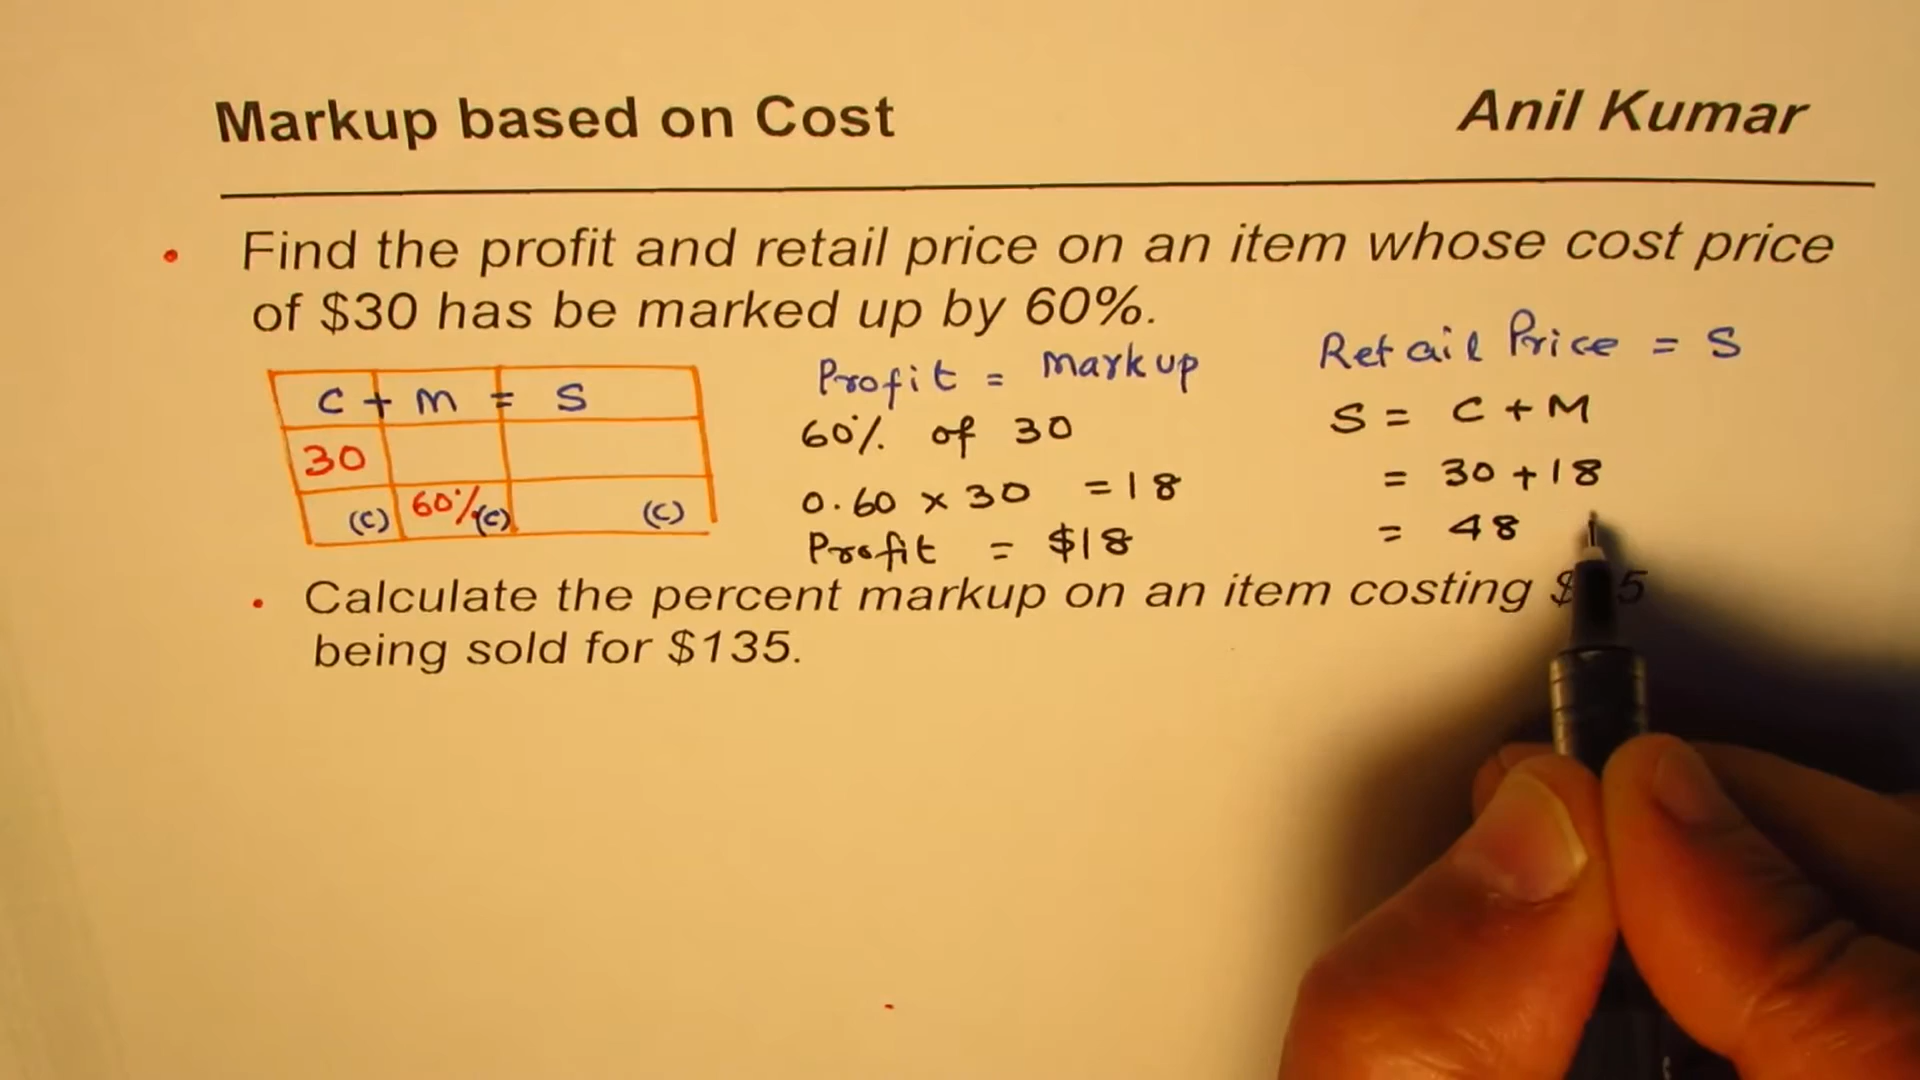 Markup based on Cost
Anil Kumar
• Find the profit and retail price on an item whose cost price
of $30 has be marked up by 60%.
C + M = S
30
(C) 60%(C) (C)
Profit = Markup
60% of 30
0.60 × 30 = 18
Profit = $18
Retail Price = S
S = C + M
= 30 + 18
= 48
• Calculate the percent markup on an item costing
being sold for $135.